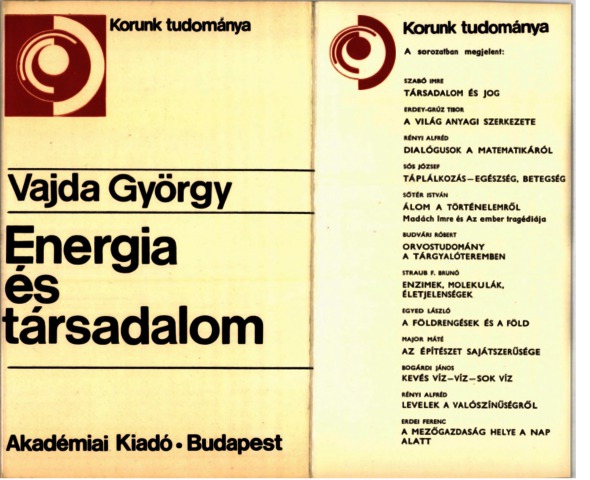 Korunk tudománya
Vajda György
Energia
és
társadalom
Akadémiai Kiadó • Budapest
Korunk tudománya
A sorozatban megjelent:
SZABÓ IMRE
TÁRSADALOM ÉS JOG
ERDEY-GRÚZ TIBOR
A VILÁG ANYAGI SZERKEZETE
RÉNYI ALFRÉD
DIALÓGUSOK A MATEMATIKÁRÓL
SÓS JÓZSEF
TÁPLÁLKOZÁS—EGÉSZSÉG, BETEGSÉG
SŐTÉR ISTVÁN
ÁLOM A TÖRTÉNELEMRŐL
Madách Imre és Az ember tragédiája
BUDVÁRI RÓBERT
ORVOSTUDOMÁNY
A TÁRGYALÓTEREMBEN
STRAUB F. BRUNÓ
ENZIMEK, MOLEKULÁK,
ÉLETJELENSÉGEK
EGYED LÁSZLÓ
A FÖLDRENGÉSEK ÉS A FÖLD
MAJOR MÁTÉ
AZ ÉPÍTÉSZET SAJÁTSZERŰSÉGE
BOGÁRDI JÁNOS
KEVÉS VÍZ—VÍZ—SOK VÍZ
RÉNYI ALFRÉD
LEVELEK A VALÓSZÍNŰSÉGRŐL
ERDEI FERENC
A MEZŐGAZDASÁG HELYE A NAP
ALATT